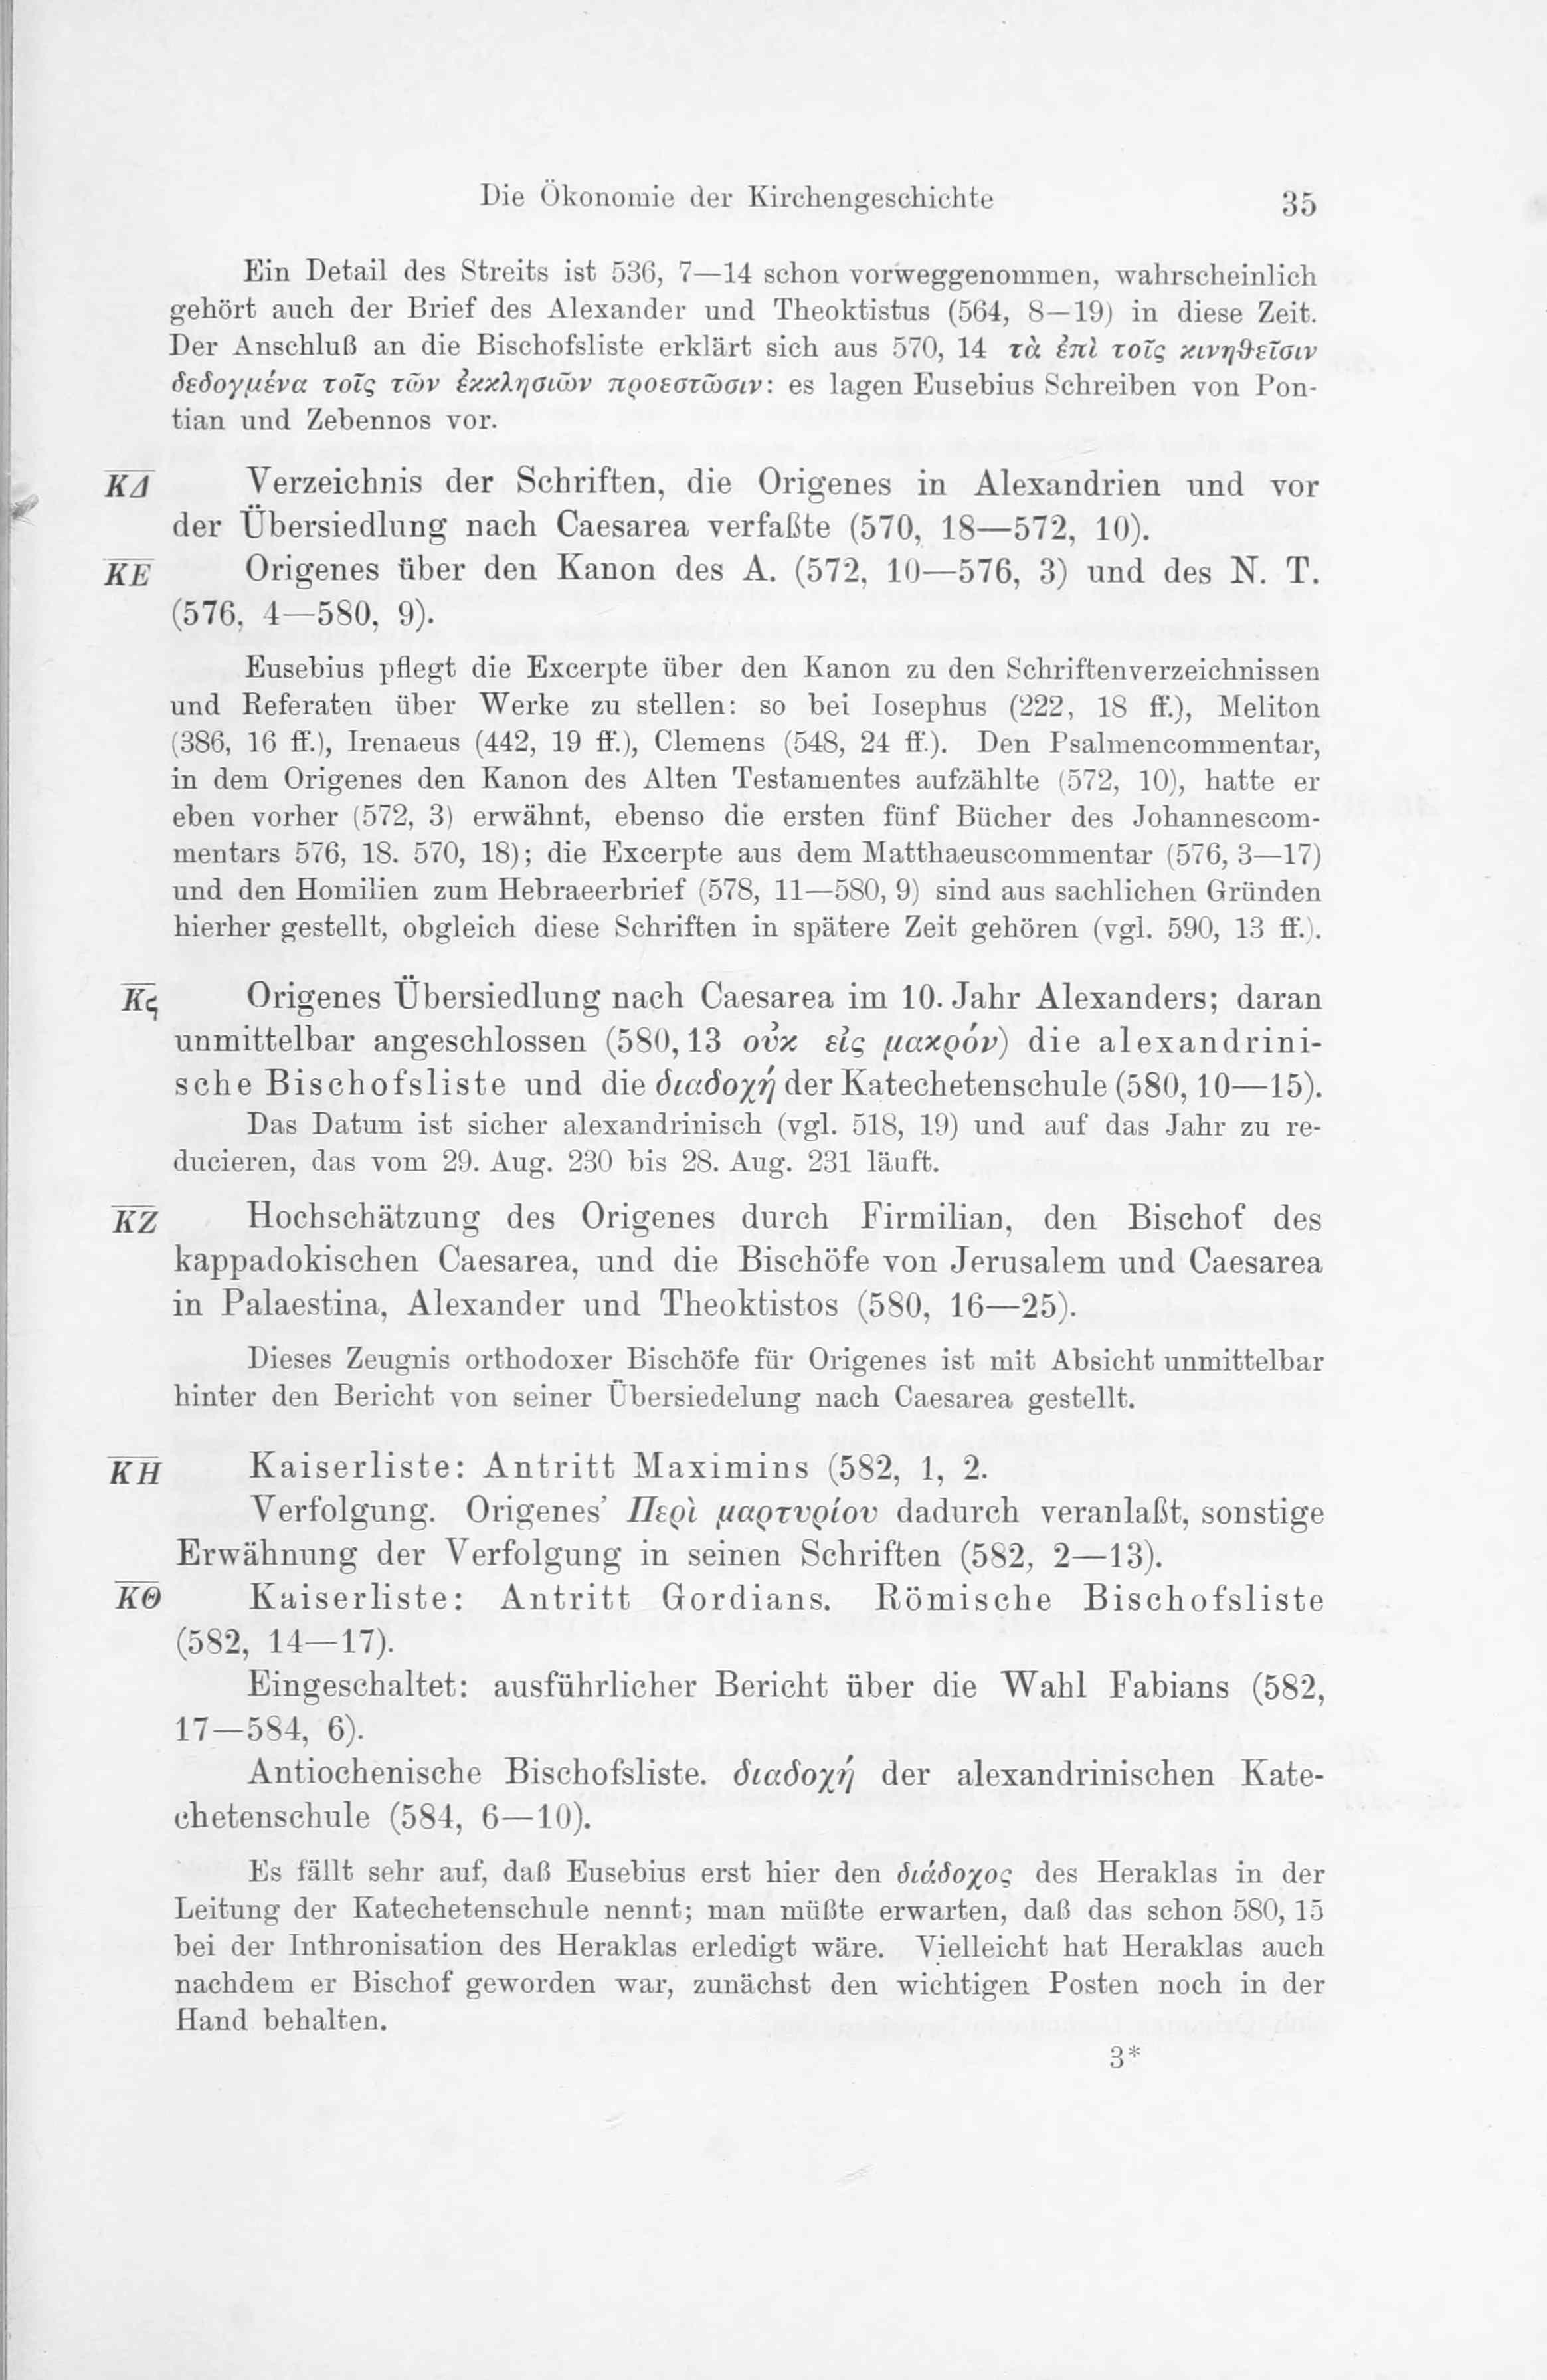 Die Ökonomie der Kirchengeschichte 35
Ein Detail des Streits ist 536, 7—14 schon vorweggenommen, wahrscheinlich
gehört auch der Brief des Alexander und Theoktistus (564, 8—19) in diese Zeit.
Der Anschluß an die Bischofsliste erklärt sich aus 570, 14 τὰ ἐπὶ τοῖς κινηθεῖσιν
δεδογμένα τοῖς τῶν ἐκκλησιῶν προεστῶσιν: es lagen Eusebius Schreiben von Pon-
tian und Zebennos vor.
ΚΔ Verzeichnis der Schriften, die Origenes in Alexandrien und vor
der Übersiedlung nach Caesarea verfaßte (570, 18—572, 10).
ΚΕ Origenes über den Kanon des A. (572, 10—576, 3) und des N. T.
(576, 4—580, 9).
Eusebius pflegt die Excerpte über den Kanon zu den Schriftenverzeichnissen
und Referaten über Werke zu stellen: so bei Iosephus (222, 18 ff.), Meliton
(386, 16 ff.), Irenaeus (442, 19 ff.), Clemens (548, 24 ff.). Den Psalmencommentar,
in dem Origenes den Kanon des Alten Testamentes aufzählte (572, 10), hatte er
eben vorher (572, 3) erwähnt, ebenso die ersten fünf Bücher des Johannescom-
mentars 576, 18. 570, 18); die Excerpte aus dem Matthaeuscommentar (576, 3—17)
und den Homilien zum Hebraeerbrief (578, 11—580, 9) sind aus sachlichen Gründen
hierher gestellt, obgleich diese Schriften in spätere Zeit gehören (vgl. 590, 13 ff.).
Κϛ Origenes Übersiedlung nach Caesarea im 10. Jahr Alexanders; daran
unmittelbar angeschlossen (580, 13 οὐκ εἰς μακρόν) die alexandrini-
sche Bischofsliste und die διαδοχή der Katechetenschule (580, 10—15).
Das Datum ist sicher alexandrinisch (vgl. 518, 19) und auf das Jahr zu re-
ducieren, das vom 29. Aug. 230 bis 28. Aug. 231 läuft.
ΚΖ Hochschätzung des Origenes durch Firmilian, den Bischof des
kappadokischen Caesarea, und die Bischöfe von Jerusalem und Caesarea
in Palaestina, Alexander und Theoktistos (580, 16—25).
Dieses Zeugnis orthodoxer Bischöfe für Origenes ist mit Absicht unmittelbar
hinter den Bericht von seiner Übersiedelung nach Caesarea gestellt.
ΚΗ Kaiserliste: Antritt Maximins (582, 1, 2.
Verfolgung. Origenes' Περὶ μαρτυρίου dadurch veranlaßt, sonstige
Erwähnung der Verfolgung in seinen Schriften (582, 2—13).
ΚΘ Kaiserliste: Antritt Gordians. Römische Bischofsliste
(582, 14—17).
Eingeschaltet: ausführlicher Bericht über die Wahl Fabians (582,
17—584, 6).
Antiochenische Bischofsliste. διαδοχή der alexandrinischen Kate-
chetenschule (584, 6—10).
Es fällt sehr auf, daß Eusebius erst hier den διάδοχος des Heraklas in der
Leitung der Katechetenschule nennt; man müßte erwarten, daß das schon 580, 15
bei der Inthronisation des Heraklas erledigt wäre. Vielleicht hat Heraklas auch
nachdem er Bischof geworden war, zunächst den wichtigen Posten noch in der
Hand behalten.
3*